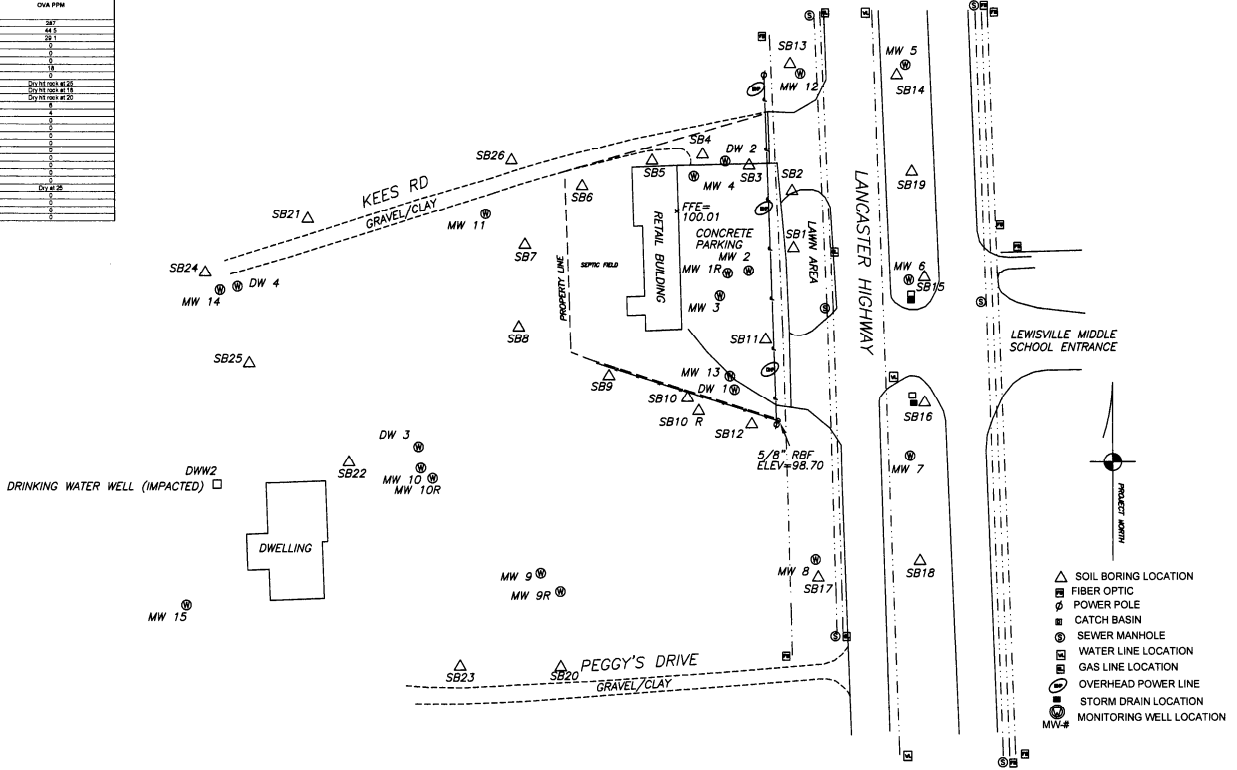 OVA PPM
287
44.5
29.1
0
0
0
18
0
Dry hit rock at 25
Dry hit rock at 18
Dry hit rock at 20
6
4
0
0
0
0
0
0
0
0
0
0
Dry at 25
0
0
0
0
SB13
MW 12
MW 5
SB14
SB4
DW 2
SB3
SB26
SB5
MW 4
SB2
SB19
KEES RD
GRAVEL/CLAY
SB6
SB21
MW 11
FFE=
100.01
CONCRETE
PARKING
RETAIL BUILDING
LAWN AREA
LANCASTER HIGHWAY
SB1
SB7
PROPERTY LINE
SEPTIC FIELD
MW 2
MW 1R
MW 3
SB24
MW 14
DW 4
MW 6
SB15
SB8
SB11
LEWISVILLE MIDDLE
SCHOOL ENTRANCE
SB25
SB9
MW 13
DW 1
SB10
SB10 R
SB12
SB16
5/8" RBF
ELEV=98.70
MW 7
DW 3
SB22
MW 10
MW 10R
DWW2
DRINKING WATER WELL (IMPACTED)
DWELLING
PROJECT NORTH
MW 9
MW 9R
MW 8
SB17
SB18
MW 15
SB23
SB20
PEGGY'S DRIVE
GRAVEL/CLAY
SOIL BORING LOCATION
FIBER OPTIC
POWER POLE
CATCH BASIN
SEWER MANHOLE
WATER LINE LOCATION
GAS LINE LOCATION
OVERHEAD POWER LINE
STORM DRAIN LOCATION
MONITORING WELL LOCATION
MW-#